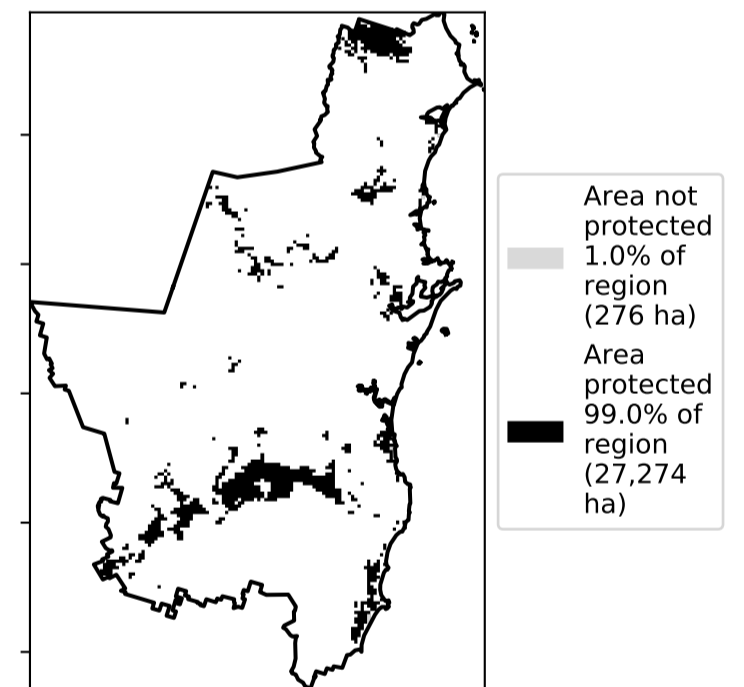 Area not
protected
1.0% of
region
(276 ha)
Area
protected
99.0% of
region
(27,274
ha)